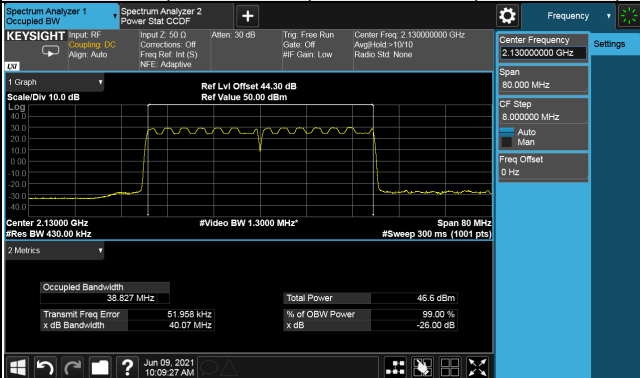 Spectrum Analyzer 1
Occupied BW
Spectrum Analyzer 2
Power Stat CCDF
Frequency
KEYSIGHT
Input: RF
Coupling: DC
Align: Auto
Input Z: 50 Ω
Corrections: Off
Freq Ref: Int (S)
NFE: Adaptive
Atten: 30 dB
Trig: Free Run
Gate: Off
#IF Gain: Low
Center Freq: 2.130000000 GHz
Avg|Hold:>10/10
Radio Std: None
LXI
Center Frequency
2.130000000 GHz
Settings
Span
80.000 MHz
CF Step
8.000000 MHz
Auto
Man
Freq Offset
0 Hz
1 Graph
Ref Lvl Offset 44.30 dB
Scale/Div 10.0 dB
Ref Value 50.00 dBm
Log
40.0
30.0
20.0
10.0
0.00
-10.0
-20.0
-30.0
-40.0
Center 2.13000 GHz
#Video BW 1.3000 MHz*
Span 80 MHz
#Res BW 430.00 kHz
#Sweep 300 ms (1001 pts)
2 Metrics
Occupied Bandwidth
38.827 MHz
Total Power 46.6 dBm
Transmit Freq Error 51.958 kHz
% of OBW Power 99.00 %
x dB Bandwidth 40.07 MHz
x dB -26.00 dB
?
Jun 09, 2021
10:09:27 AM